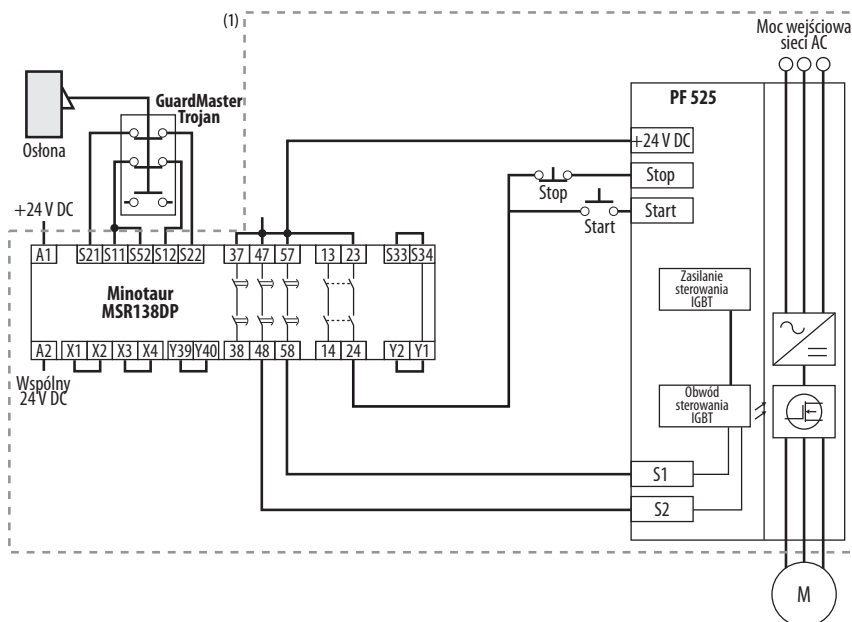 (1)
Moc wejściowa
sieci AC
GuardMaster
Trojan
PF 525
Osłona
+24 V DC
Stop
Stop
Start
Start
+24 V DC
A1 S21 S11 S52 S12 S22 37 47 57 13 23 S33 S34
Minotaur
MSR138DP
Zasilanie
sterowania
IGBT
A2 X1 X2 X3 X4 Y39 Y40 38 48 58 14 24 Y2 Y1
Wspólny
24 V DC
Obwód
sterowania
IGBT
S1
S2
M